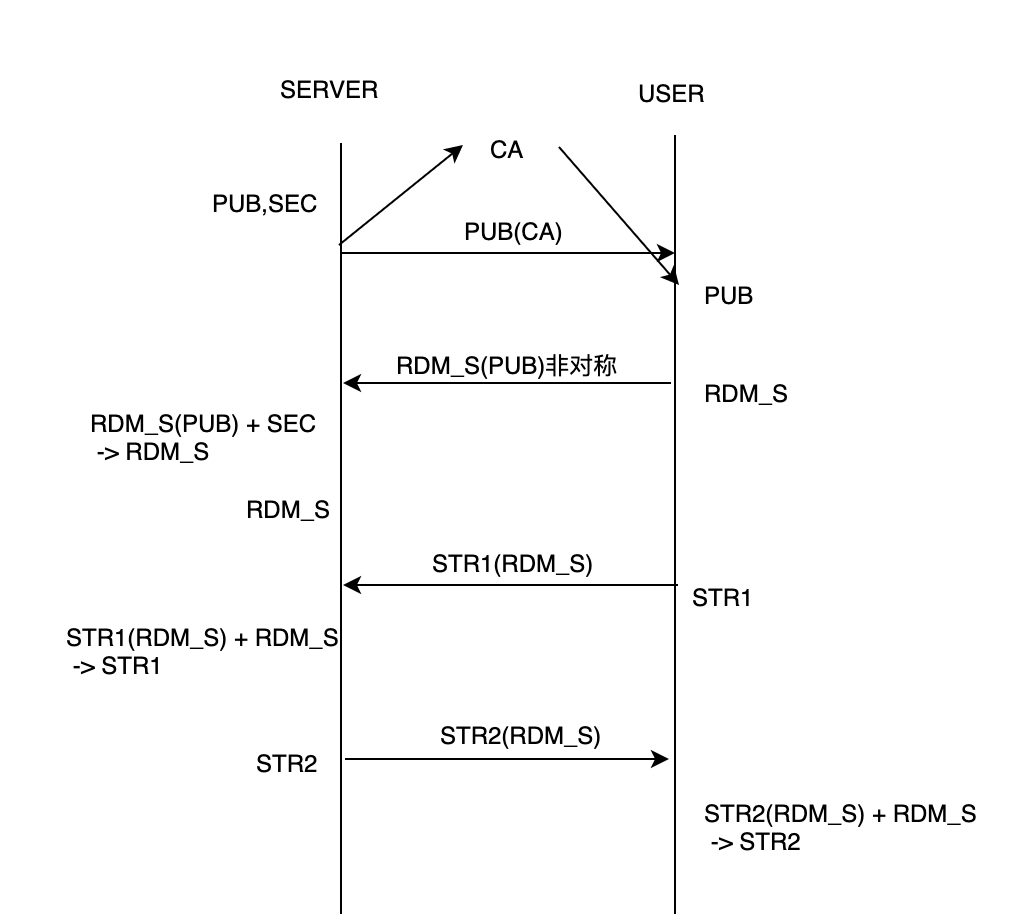 SERVER
USER
CA
PUB,SEC
PUB(CA)
PUB
RDM_S(PUB)非对称
RDM_S
RDM_S(PUB) + SEC
-> RDM_S
RDM_S
STR1(RDM_S)
STR1
STR1(RDM_S) + RDM_S
-> STR1
STR2(RDM_S)
STR2
STR2(RDM_S) + RDM_S
-> STR2